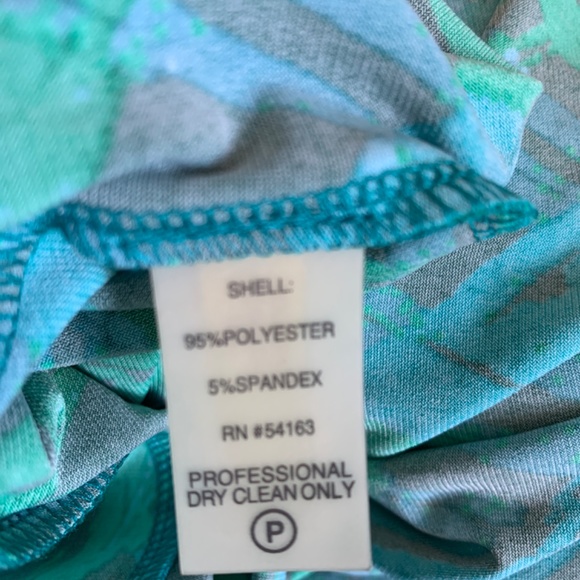 SHELL:
95%POLYESTER
5%SPANDEX
RN #54163
PROFESSIONAL
DRY CLEAN ONLY
P